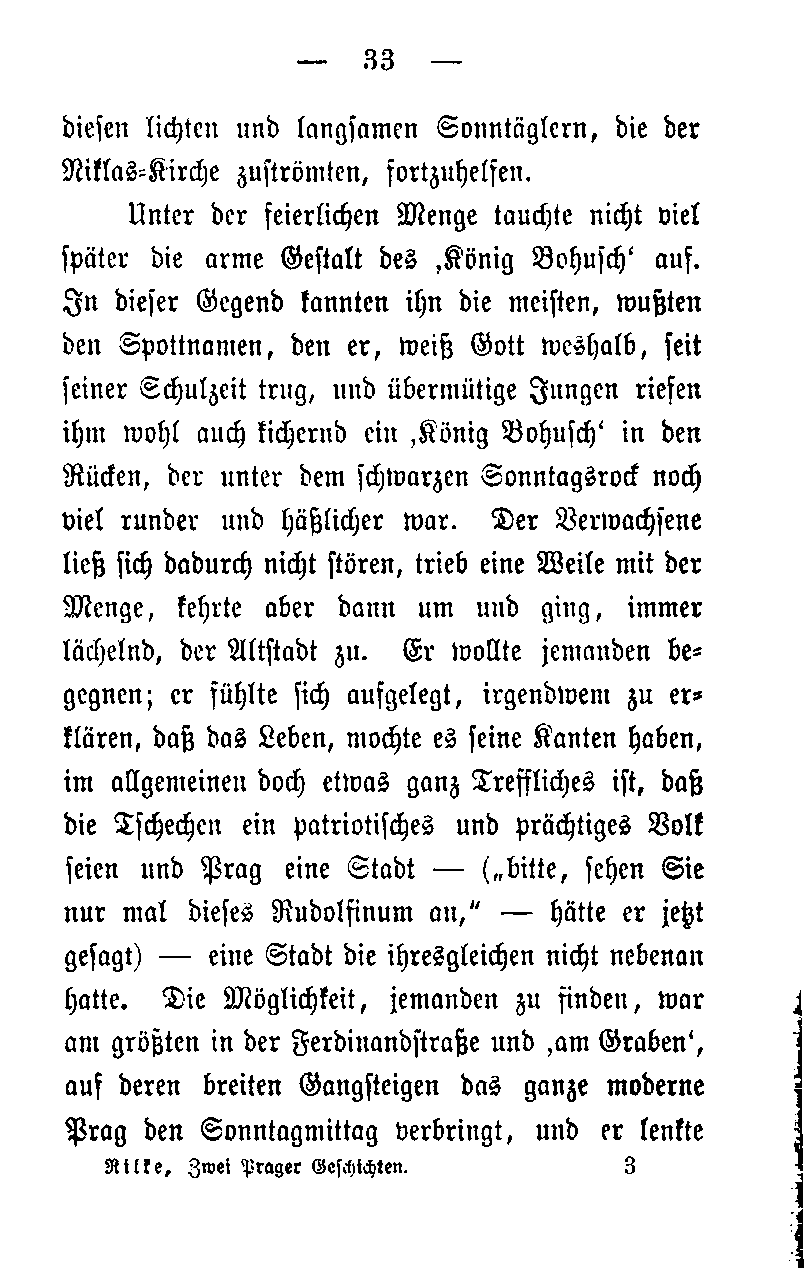 — 33 —
diesen lichten und langsamen Sonntäglern, die der
Niklas-Kirche zuströmten, fortzuhelfen.
Unter der feierlichen Menge tauchte nicht viel
später die arme Gestalt des ‚König Bohusch‘ auf.
In dieser Gegend kannten ihn die meisten, wußten
den Spottnamen, den er, weiß Gott weshalb, seit
seiner Schulzeit trug, und übermütige Jungen riefen
ihm wohl auch kichernd ein ‚König Bohusch‘ in den
Rücken, der unter dem schwarzen Sonntagsrock noch
viel runder und häßlicher war. Der Verwachsene
ließ sich dadurch nicht stören, trieb eine Weile mit der
Menge, kehrte aber dann um und ging, immer
lächelnd, der Altstadt zu. Er wollte jemanden be-
gegnen; er fühlte sich aufgelegt, irgendwem zu er-
klären, daß das Leben, mochte es seine Kanten haben,
im allgemeinen doch etwas ganz Treffliches ist, daß
die Tschechen ein patriotisches und prächtiges Volk
seien und Prag eine Stadt — („bitte, sehen Sie
nur mal dieses Rudolfinum an,“ — hätte er jetzt
gesagt) — eine Stadt die ihresgleichen nicht nebenan
hatte. Die Möglichkeit, jemanden zu finden, war
am größten in der Ferdinandstraße und ‚am Graben‘,
auf deren breiten Gangsteigen das ganze moderne
Prag den Sonntagmittag verbringt, und er lenkte
Rilke, Zwei Prager Geschichten. 3